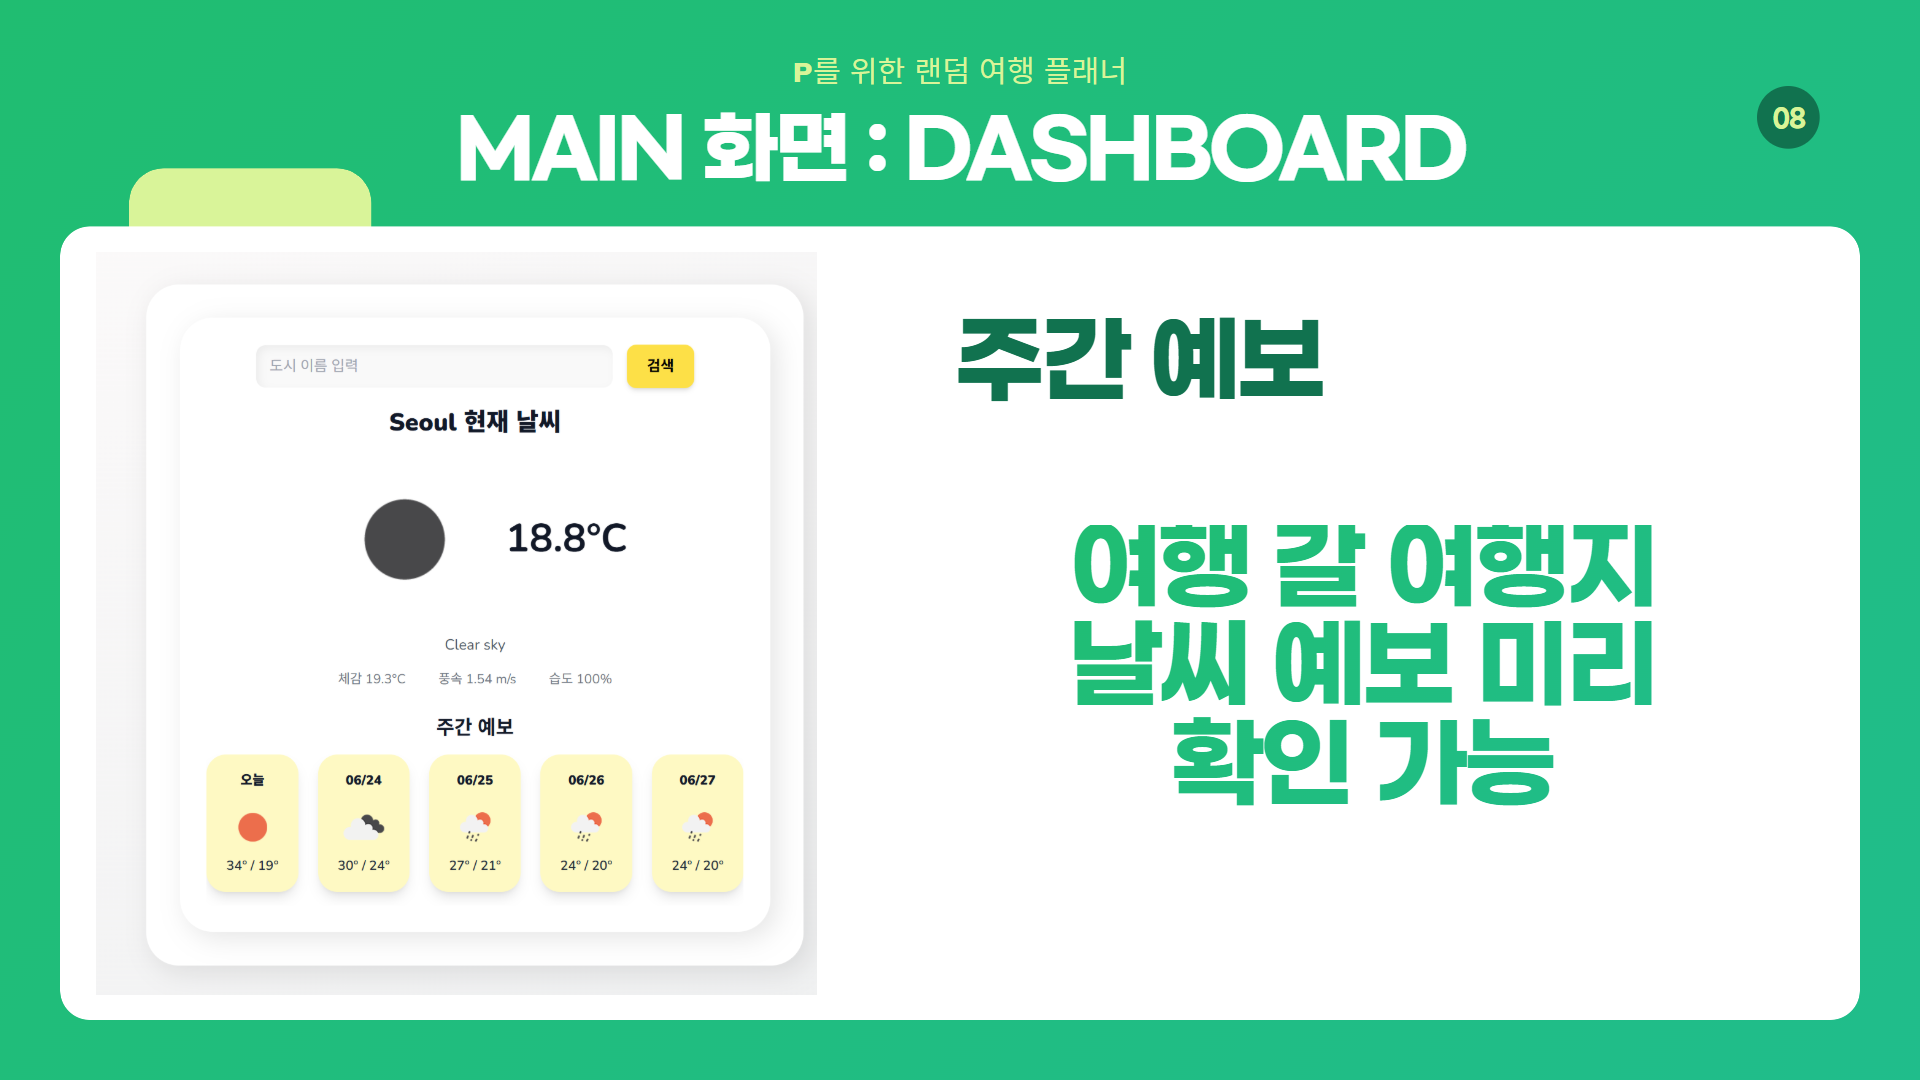 P를 위한 랜덤 여행 플래너
MAIN 화면 : DASHBOARD
08
도시 이름 입력
검색
Seoul 현재 날씨
18.8°C
Clear sky
체감 19.3°C 풍속 1.54 m/s 습도 100%
주간 예보
오늘 06/24 06/25 06/26 06/27
34° / 19° 30° / 24° 27° / 21° 24° / 20° 24° / 20°
주간 예보
여행 갈 여행지
날씨 예보 미리
확인 가능